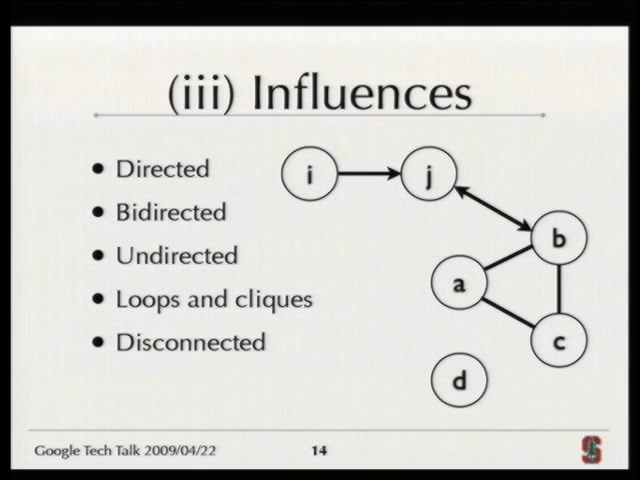 (iii) Influences
• Directed
• Bidirected
• Undirected
• Loops and cliques
• Disconnected
i
j
b
a
c
d
Google Tech Talk 2009/04/22
14
S